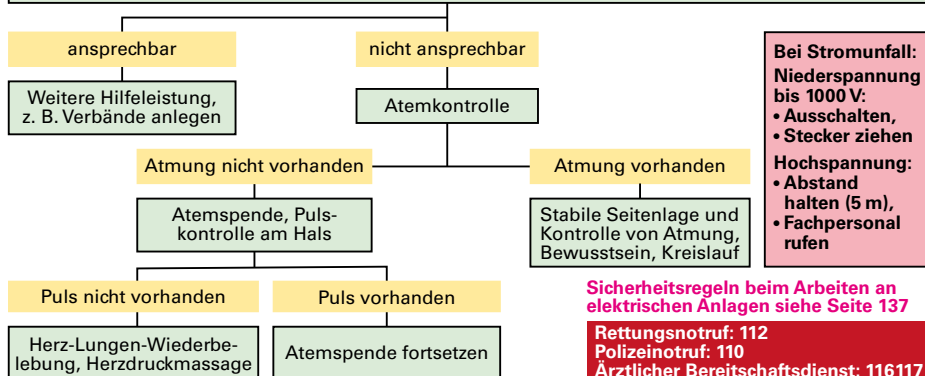 ansprechbar
nicht ansprechbar
Weitere Hilfeleistung,
z. B. Verbände anlegen
Atemkontrolle
Bei Stromunfall:
Niederspannung
bis 1000 V:
• Ausschalten,
• Stecker ziehen
Hochspannung:
• Abstand
halten (5 m),
• Fachpersonal
rufen
Atmung nicht vorhanden
Atmung vorhanden
Atemspende, Puls-
kontrolle am Hals
Stabile Seitenlage und
Kontrolle von Atmung,
Bewusstsein, Kreislauf
Puls nicht vorhanden
Puls vorhanden
Herz-Lungen-Wiederbe-
lebung, Herzdruckmassage
Atemspende fortsetzen
Sicherheitsregeln beim Arbeiten an
elektrischen Anlagen siehe Seite 137
Rettungsnotruf: 112
Polizeinotruf: 110
Ärztlicher Bereitschaftsdienst: 116117